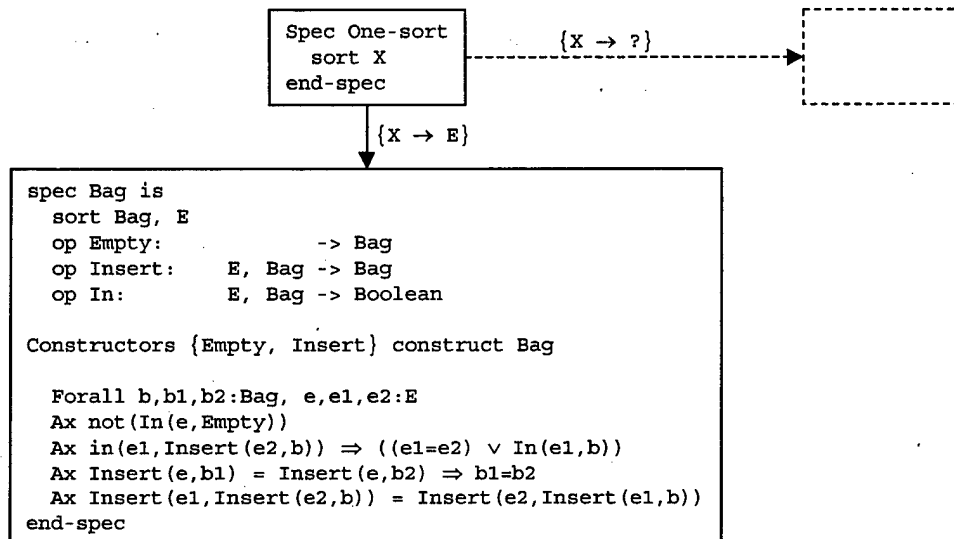 Spec One-sort
sort X
end-spec
{X → ?}
{X → E}
spec Bag is
sort Bag, E
op Empty: -> Bag
op Insert: E, Bag -> Bag
op In: E, Bag -> Boolean
Constructors {Empty, Insert} construct Bag
Forall b,b1,b2:Bag, e,e1,e2:E
Ax not(In(e,Empty))
Ax in(e1,Insert(e2,b)) ⇒ ((e1=e2) ∨ In(e1,b))
Ax Insert(e,b1) = Insert(e,b2) ⇒ b1=b2
Ax Insert(e1,Insert(e2,b)) = Insert(e2,Insert(e1,b))
end-spec